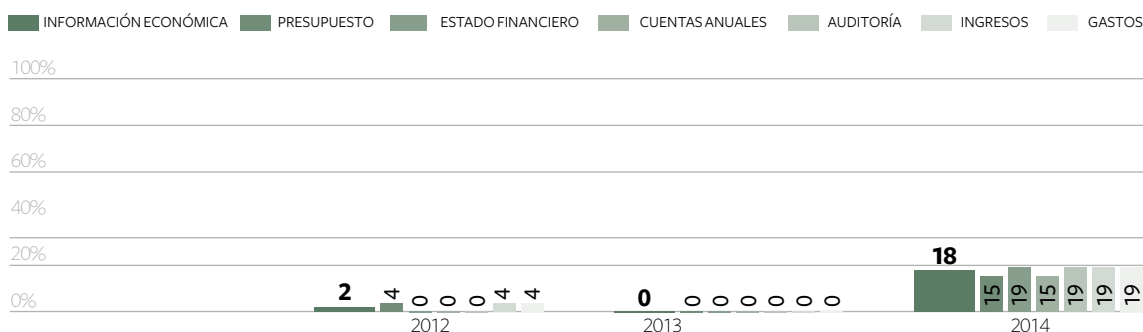 INFORMACIÓN ECONÓMICA PRESUPUESTO ESTADO FINANCIERO CUENTAS ANUALES AUDITORÍA INGRESOS GASTOS
100%
80%
60%
40%
20%
0%
2 4 0 0 0 4 4
0 0 0 0 0 0 0
18 15 19 15 19 19 19
2012 2013 2014